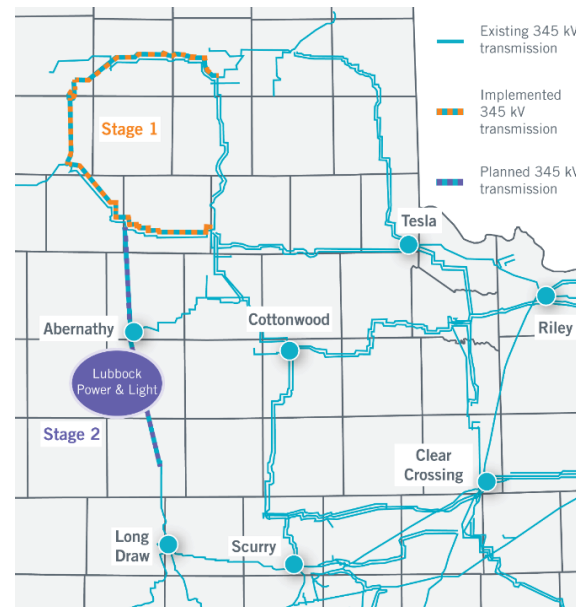 Existing 345 kV
transmission
Implemented
345 kV
transmission
Planned 345 kV
transmission
Stage 1
Tesla
Riley
Abernathy
Cottonwood
Lubbock
Power & Light
Stage 2
Clear
Crossing
Long
Draw
Scurry